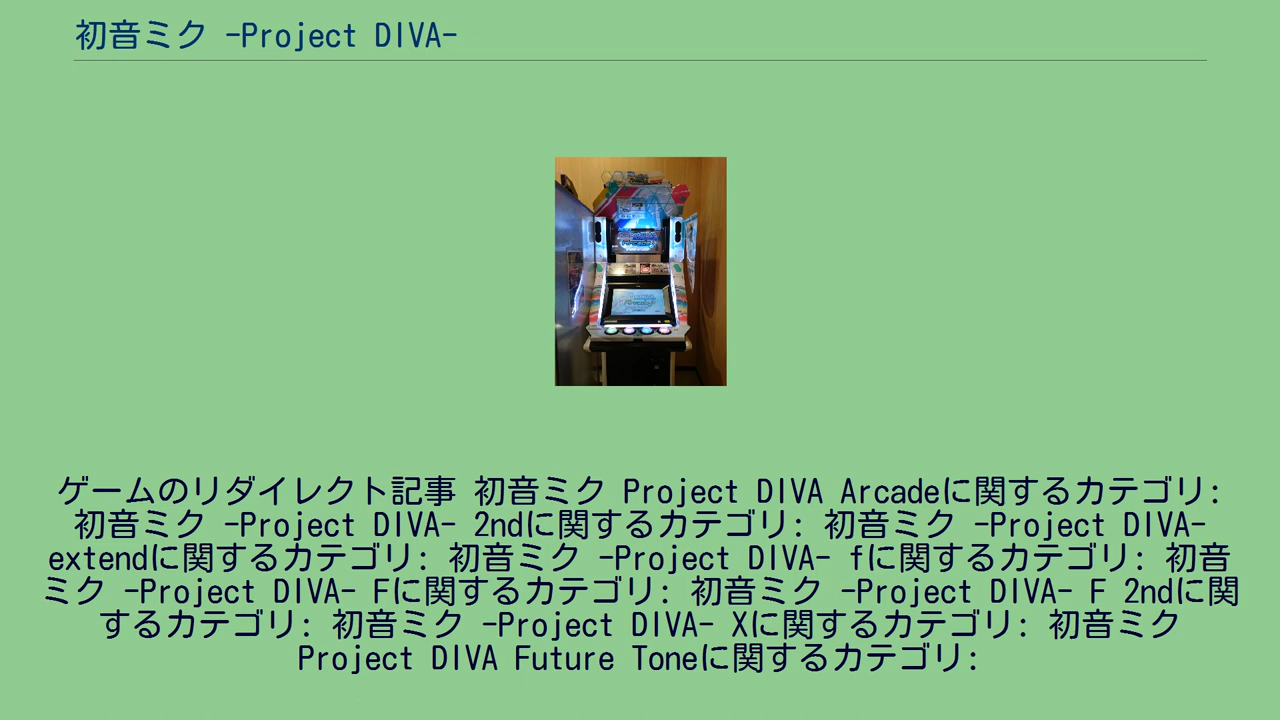 初音ミク -Project DIVA-
ゲームのリダイレクト記事 初音ミク Project DIVA Arcadeに関するカテゴリ:
初音ミク -Project DIVA- 2ndに関するカテゴリ: 初音ミク -Project DIVA-
extendに関するカテゴリ: 初音ミク -Project DIVA- fに関するカテゴリ: 初音
ミク -Project DIVA- Fに関するカテゴリ: 初音ミク -Project DIVA- F 2ndに関
するカテゴリ: 初音ミク -Project DIVA- Xに関するカテゴリ: 初音ミク
Project DIVA Future Toneに関するカテゴリ: